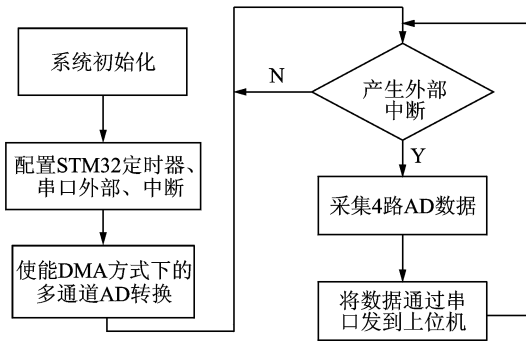 系统初始化
配置STM32定时器、
串口外部、中断
使能DMA方式下的
多通道AD转换
N
产生外部
中断
Y
采集4路AD数据
将数据通过串
口发到上位机